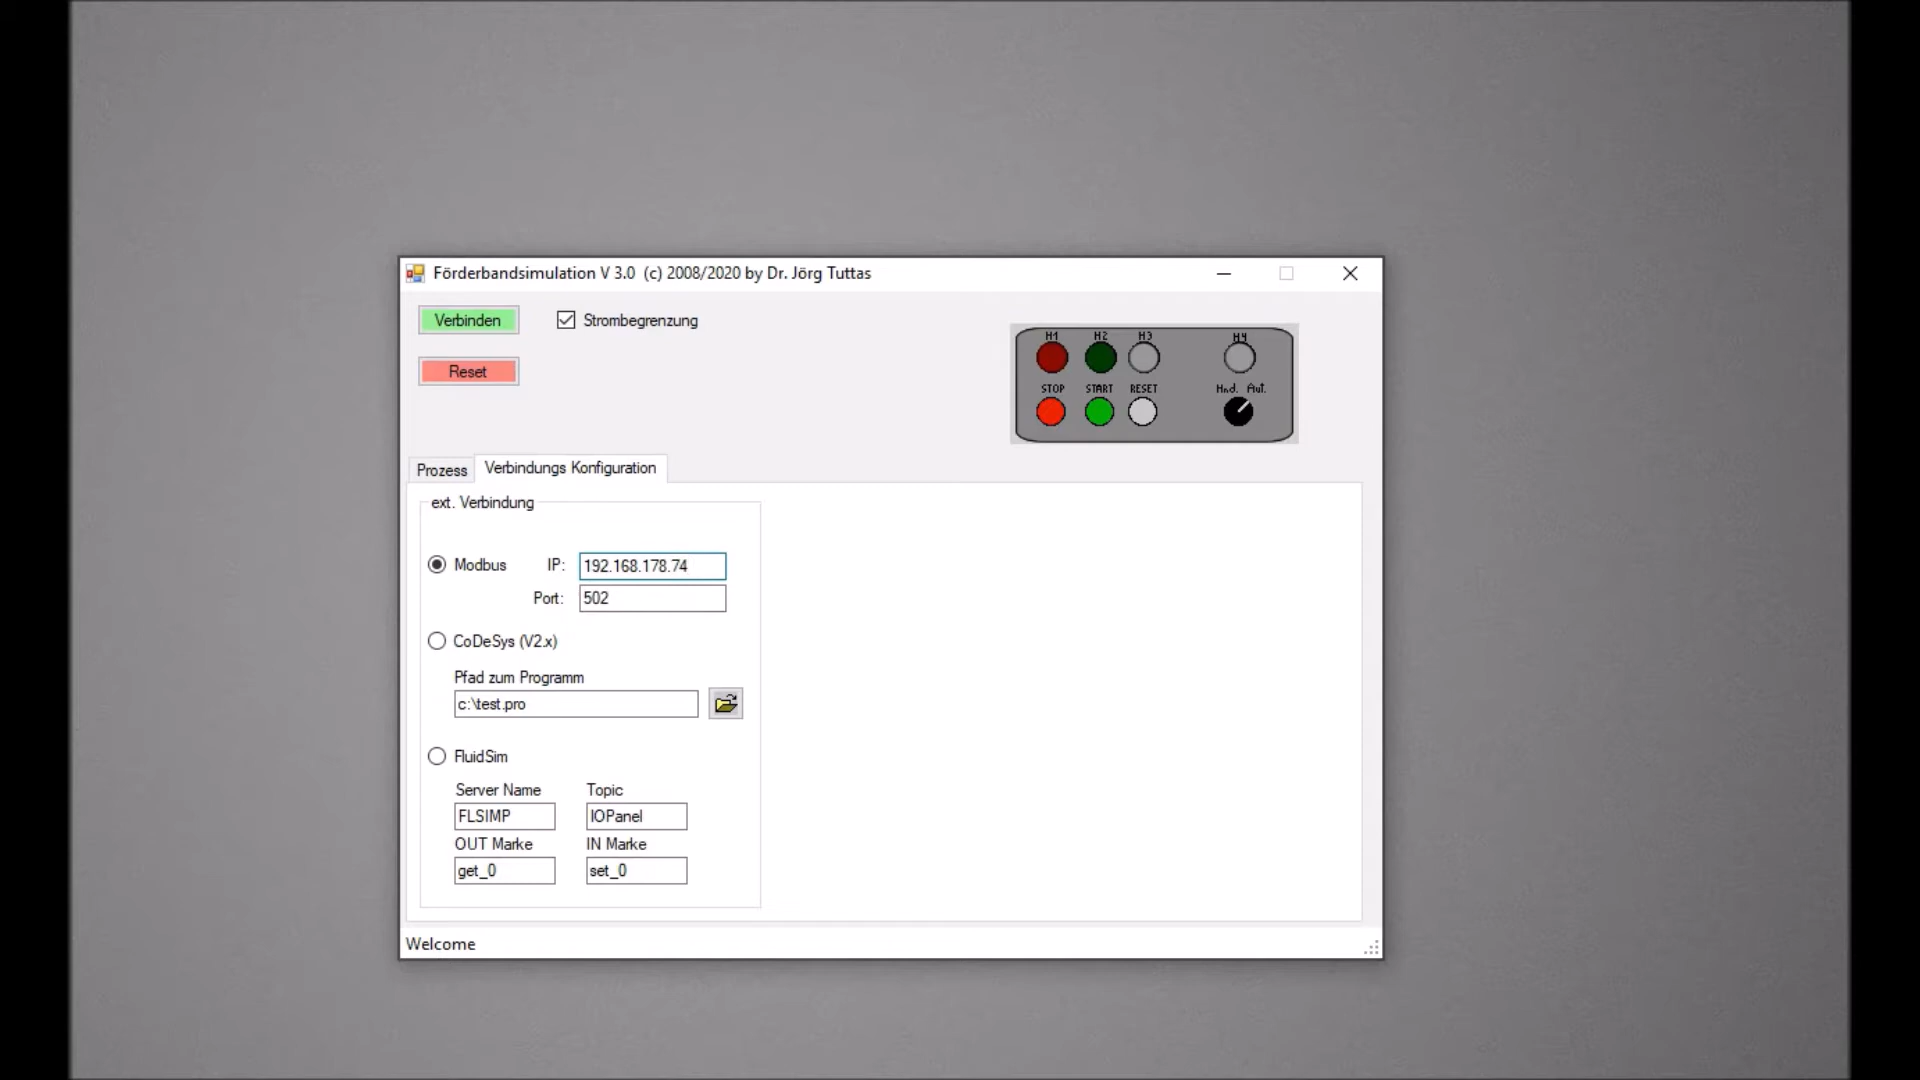 Förderbandsimulation V 3.0 (c) 2008/2020 by Dr. Jörg Tuttas
Verbinden
Strombegrenzung
Reset
H1 H2 H3 H4
STOP START RESET Hnd. Aut.
Prozess Verbindungs Konfiguration
ext. Verbindung
Modbus IP: 192.168.178.74
Port: 502
CoDeSys (V2.x)
Pfad zum Programm
c:\test.pro
FluidSim
Server Name Topic
FLSIMP IOPanel
OUT Marke IN Marke
get_0 set_0
Welcome